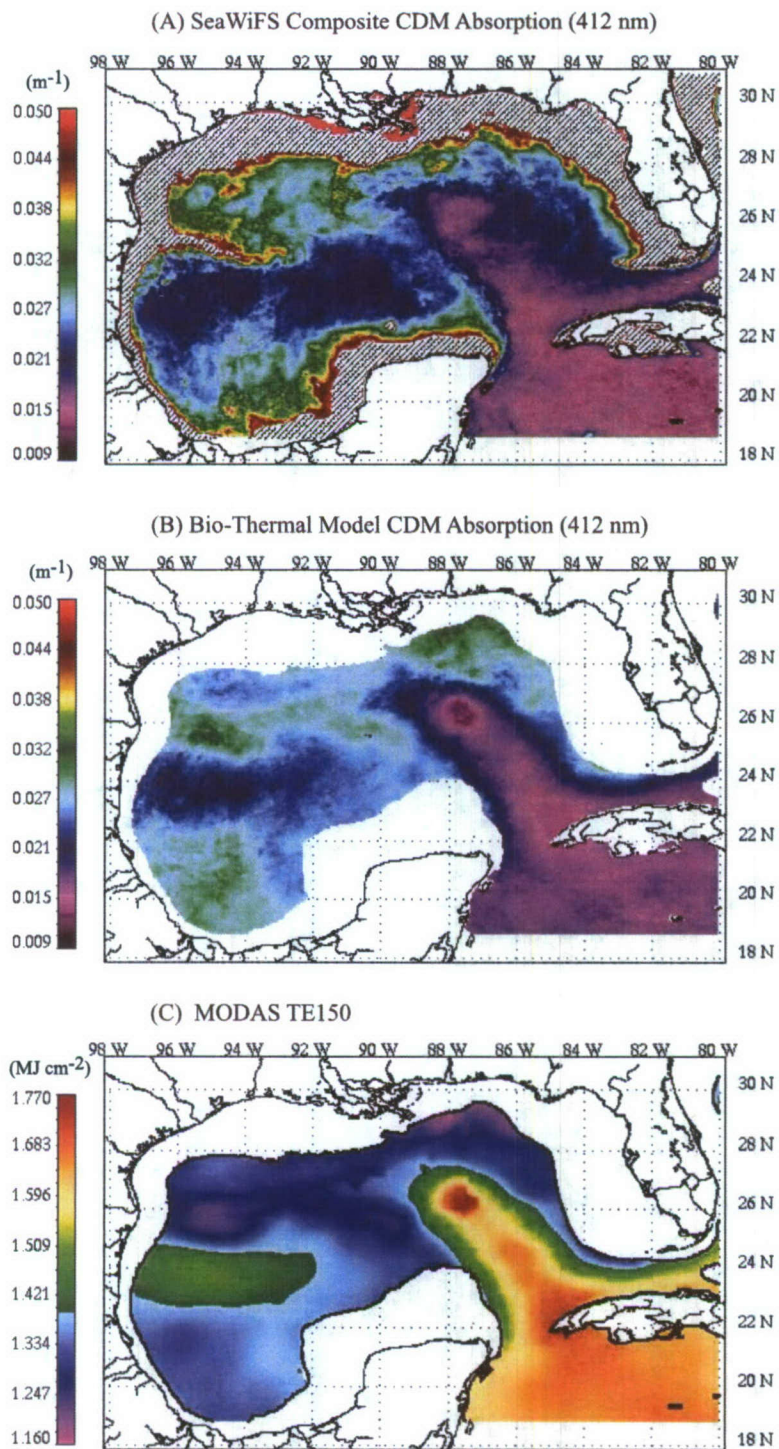 (A) SeaWiFS Composite CDM Absorption (412 nm)
98 W 96 W 94 W 92 W 90 W 88 W 86 W 84 W 82 W 80 W
(m-1)
0.050
0.044
0.038
0.032
0.027
0.021
0.015
0.009
30 N
28 N
26 N
24 N
22 N
20 N
18 N
(B) Bio-Thermal Model CDM Absorption (412 nm)
98 W 96 W 94 W 92 W 90 W 88 W 86 W 84 W 82 W 80 W
(m-1)
0.050
0.044
0.038
0.032
0.027
0.021
0.015
0.009
30 N
28 N
26 N
24 N
22 N
20 N
18 N
(C) MODAS TE150
98 W 96 W 94 W 92 W 90 W 88 W 86 W 84 W 82 W 80 W
(MJ cm-2)
1.770
1.683
1.596
1.509
1.421
1.334
1.247
1.160
30 N
28 N
26 N
24 N
22 N
20 N
18 N